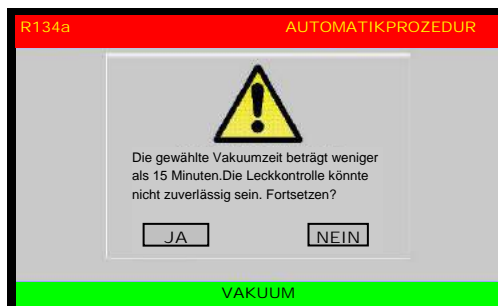 R134a AUTOMATIKPROZEDUR
Die gewählte Vakuumzeit beträgt weniger
als 15 Minuten.Die Leckkontrolle könnte
nicht zuverlässig sein. Fortsetzen?
JA NEIN
VAKUUM